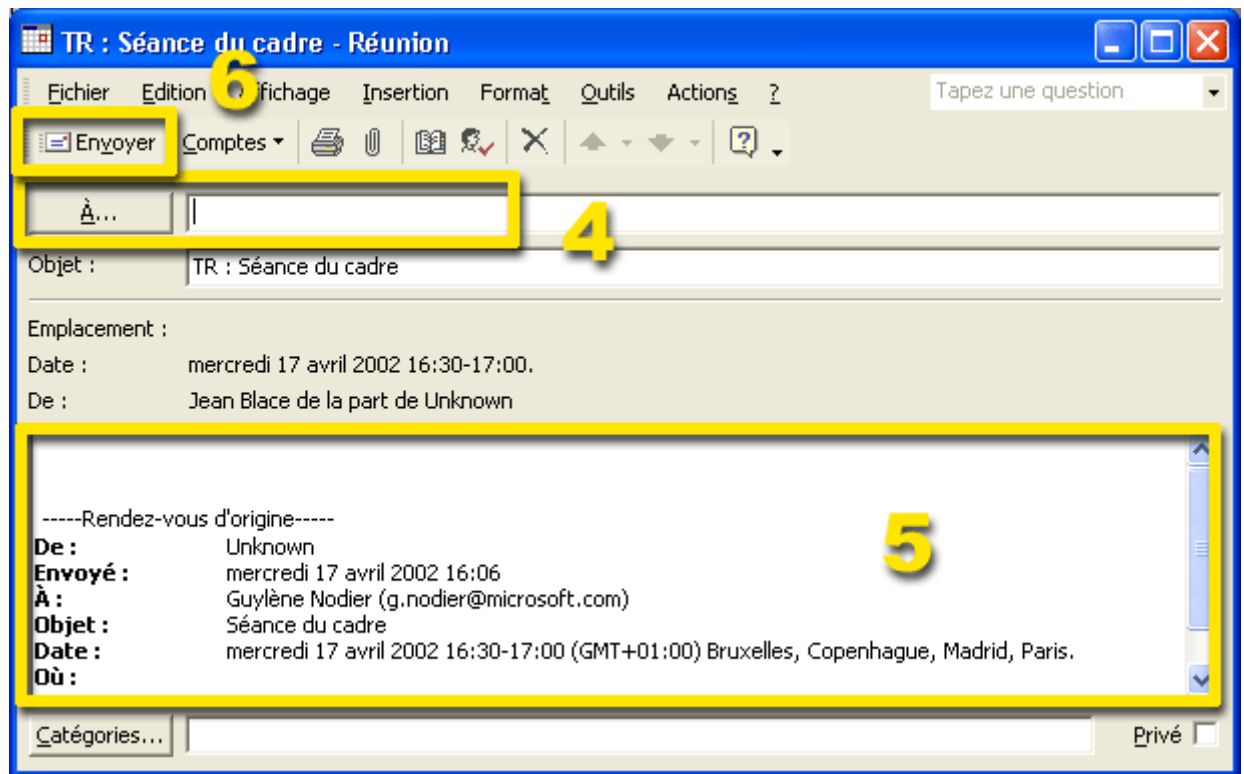 TR : Séance du cadre - Réunion
6
Fichier Edition ffichage Insertion Format Outils Actions ? Tapez une question
Envoyer Comptes
À...
4
Objet : TR : Séance du cadre
Emplacement :
Date : mercredi 17 avril 2002 16:30-17:00.
De : Jean Blace de la part de Unknown
5
-----Rendez-vous d'origine-----
De : Unknown
Envoyé : mercredi 17 avril 2002 16:06
À : Guylène Nodier (g.nodier@microsoft.com)
Objet : Séance du cadre
Date : mercredi 17 avril 2002 16:30-17:00 (GMT+01:00) Bruxelles, Copenhague, Madrid, Paris.
Où :
Catégories... Privé